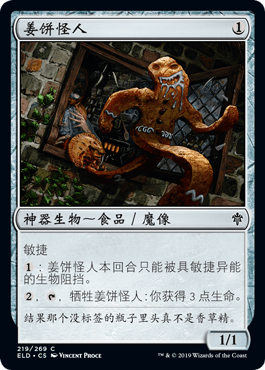 姜饼怪人 1
神器生物～食品／魔像
敏捷
1：姜饼怪人本回合只能被具敏捷异能
的生物阻挡。
2，，牺牲姜饼怪人：你获得3点生命。
结果那个没标签的瓶子里头真不是香草精。
1/1
219/269 C
ELD • CS VINCENT PROCE
™ & © 2019 Wizards of the Coast